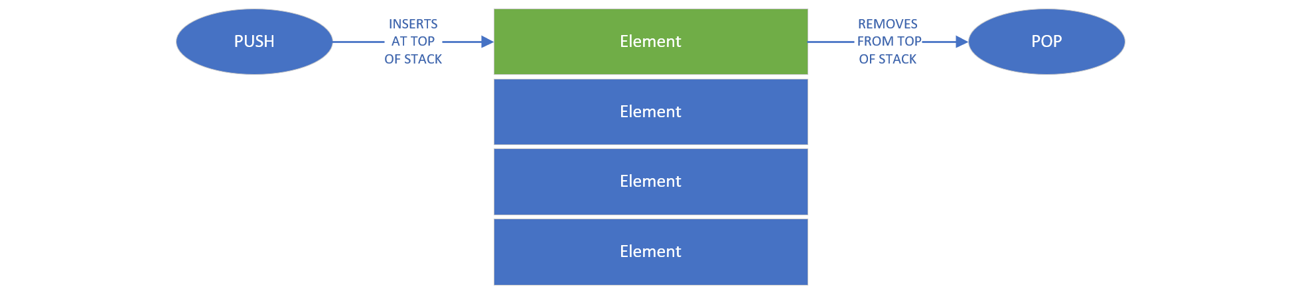 PUSH
INSERTS
AT TOP
OF STACK
Element
REMOVES
FROM TOP
OF STACK
POP
Element
Element
Element